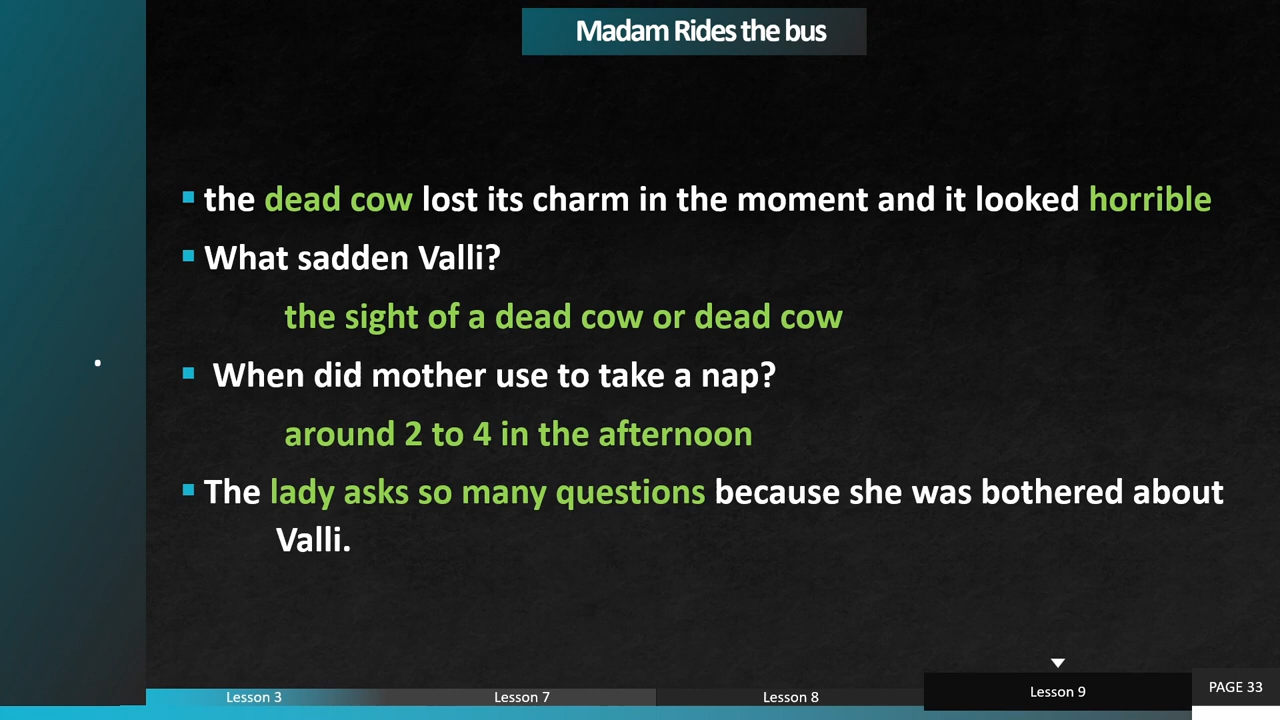 Madam Rides the bus
▪ the dead cow lost its charm in the moment and it looked horrible
▪ What sadden Valli?
the sight of a dead cow or dead cow
▪ When did mother use to take a nap?
around 2 to 4 in the afternoon
▪ The lady asks so many questions because she was bothered about
Valli.
Lesson 3
Lesson 7
Lesson 8
Lesson 9
PAGE 33